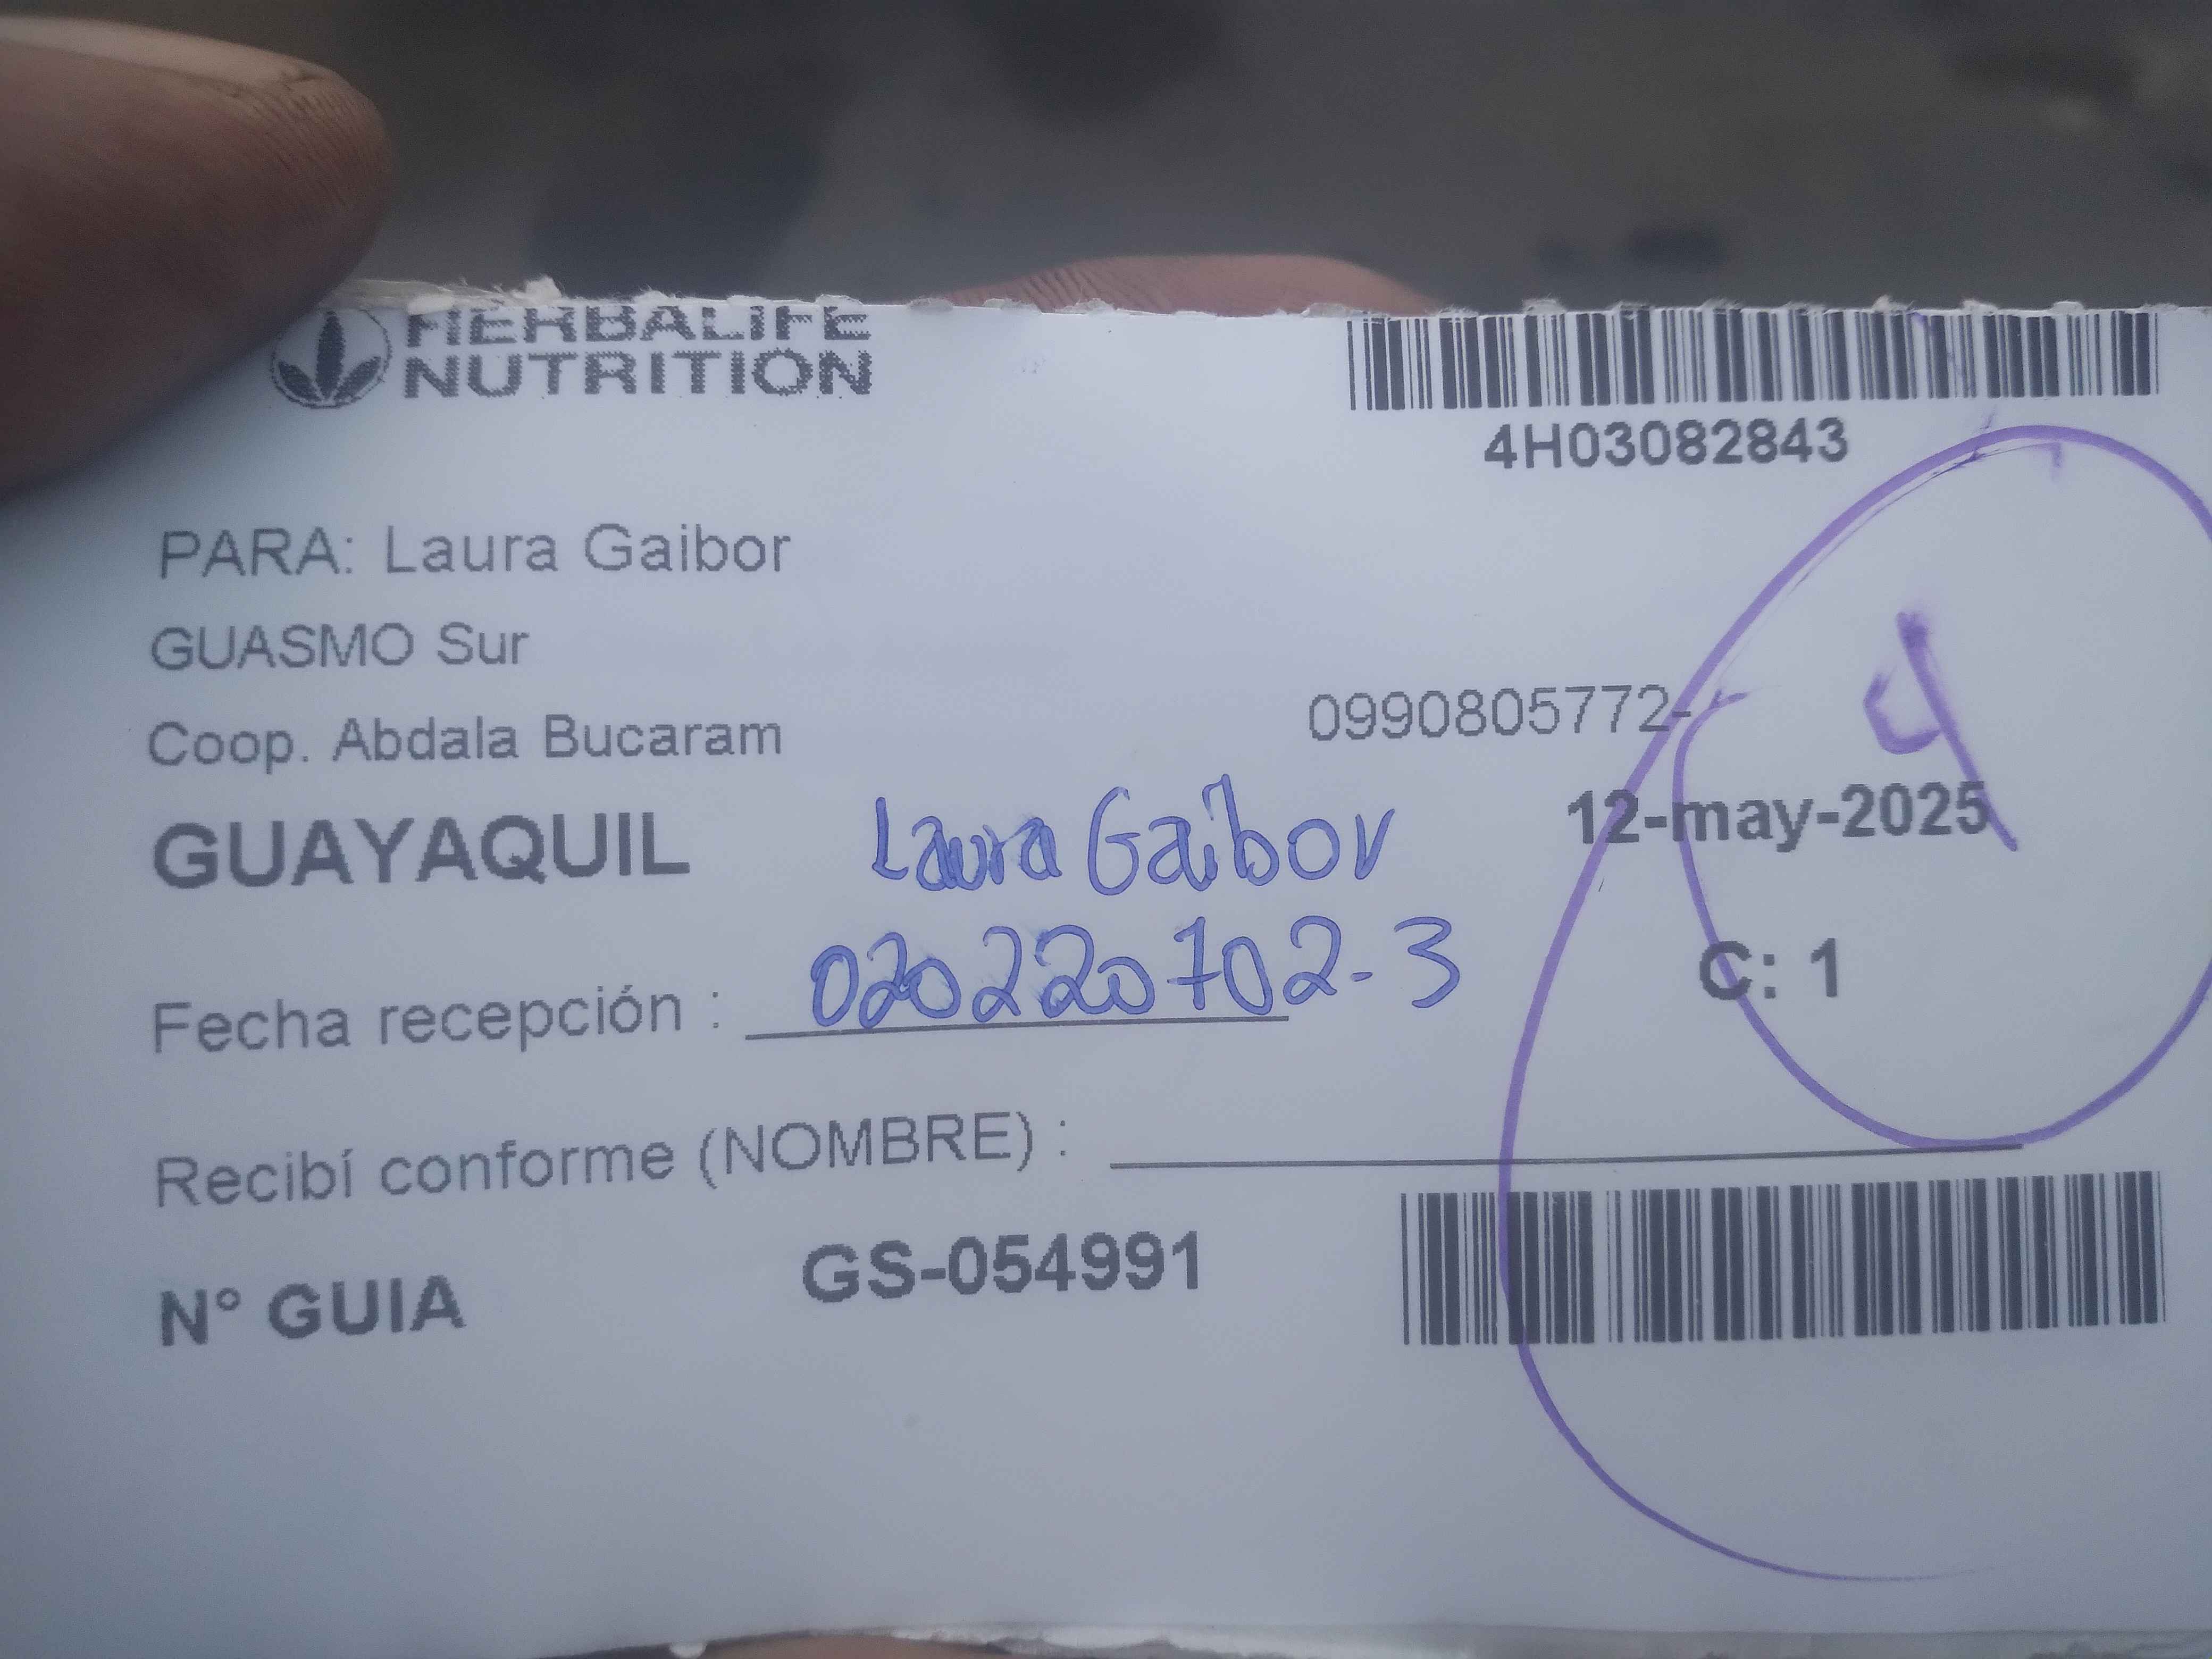 HERBALIFE
NUTRITION
4H03082843
PARA: Laura Gaibor
GUASMO Sur
Coop. Abdala Bucaram
0990805772-
4
GUAYAQUIL
Laura Gaibor
12-may-2025
Fecha recepción :
020220702-3
C: 1
Recibí conforme (NOMBRE) :
N° GUIA
GS-054991